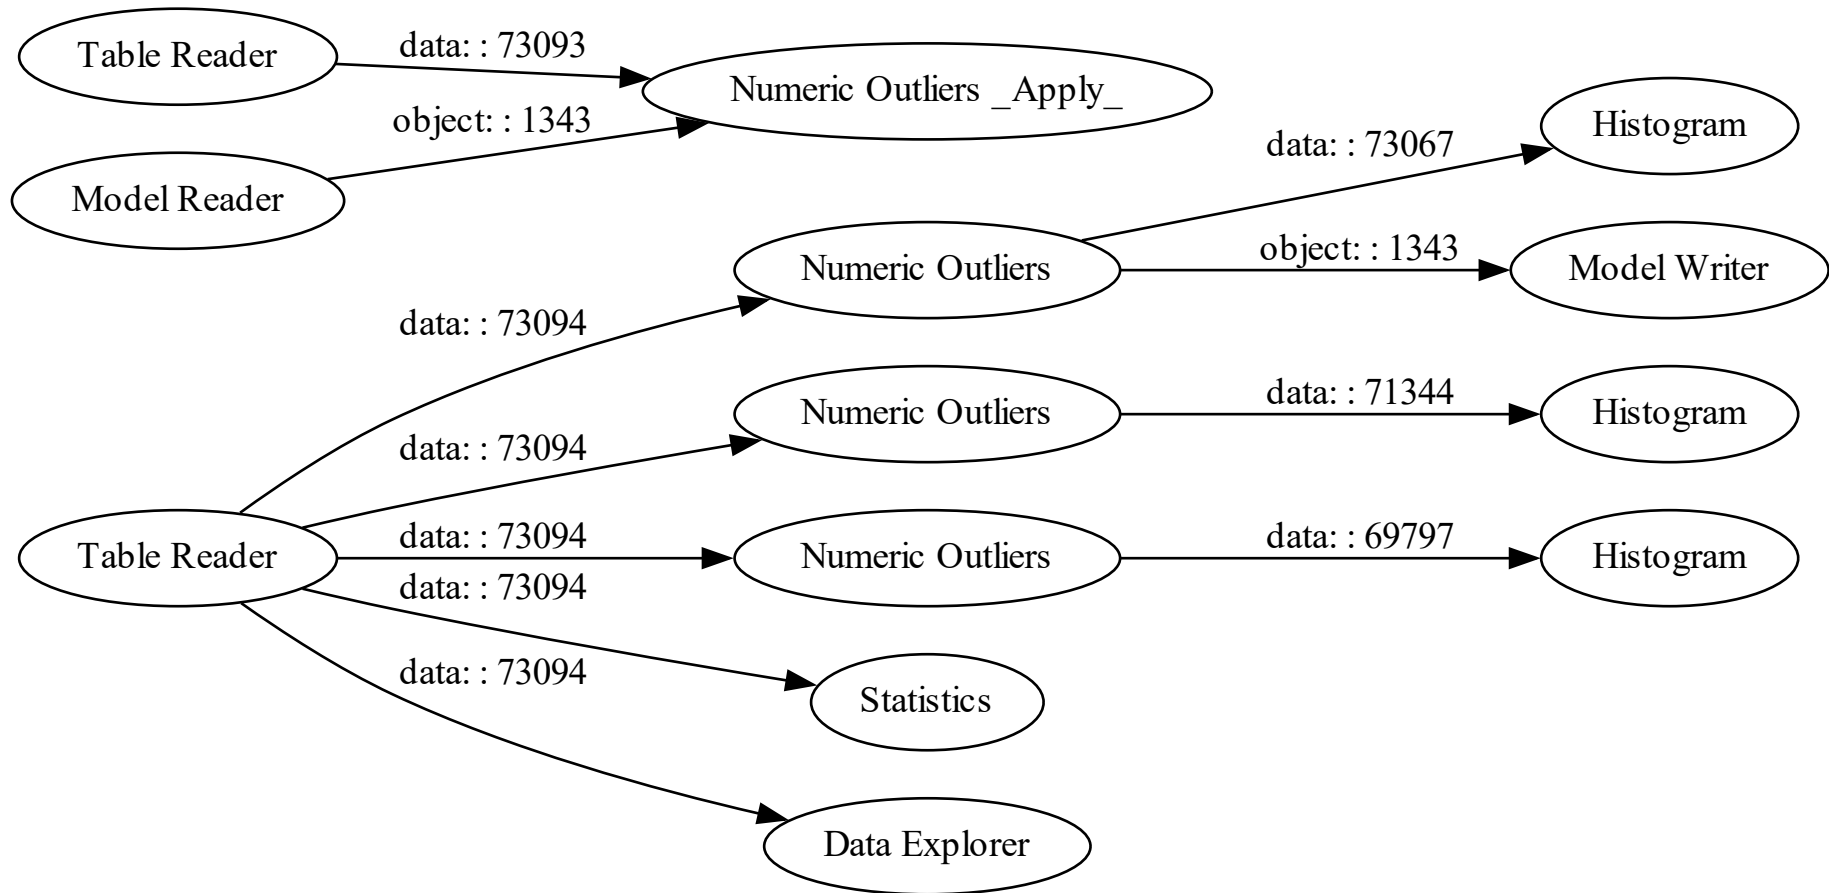 Table Reader
data: : 73093
Numeric Outliers _Apply_
object: : 1343
Model Reader
data: : 73067
Histogram
Numeric Outliers
object: : 1343
Model Writer
data: : 73094
Numeric Outliers
data: : 71344
Histogram
data: : 73094
Table Reader
data: : 73094
Numeric Outliers
data: : 69797
Histogram
data: : 73094
Statistics
data: : 73094
Data Explorer